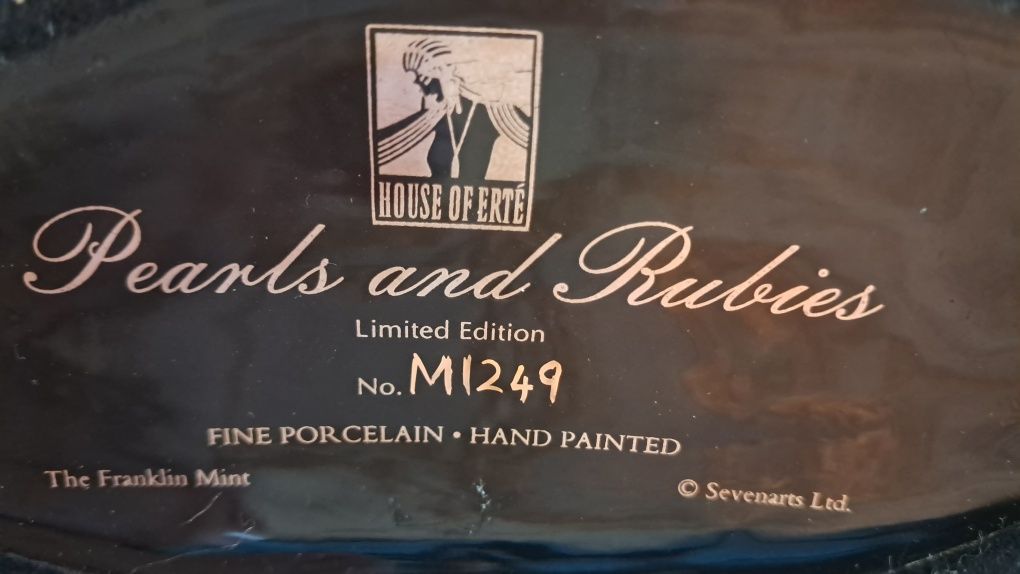 HOUSE OF ERTÉ
Pearls and Rubies
Limited Edition
No. M1249
FINE PORCELAIN • HAND PAINTED
The Franklin Mint
© Sevenarts Ltd.